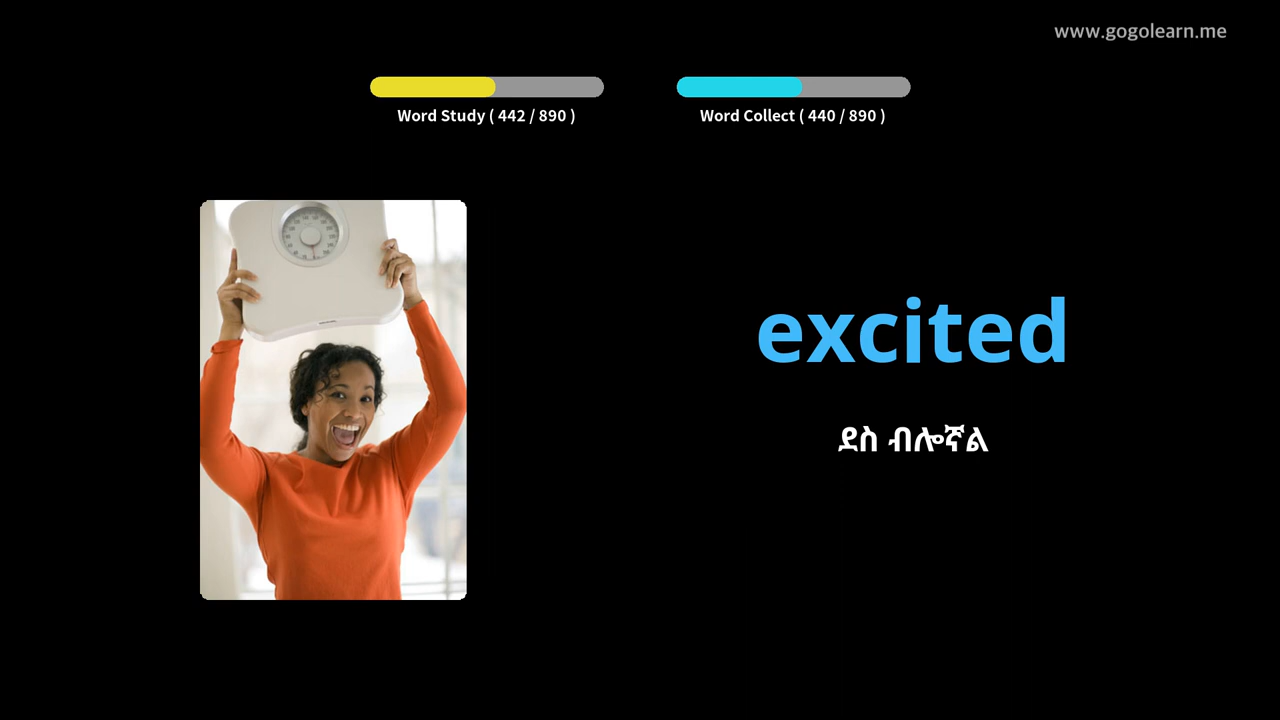 www.gogolearn.me
Word Study ( 442 / 890 )
Word Collect ( 440 / 890 )
excited
ደስ ብሎኛል